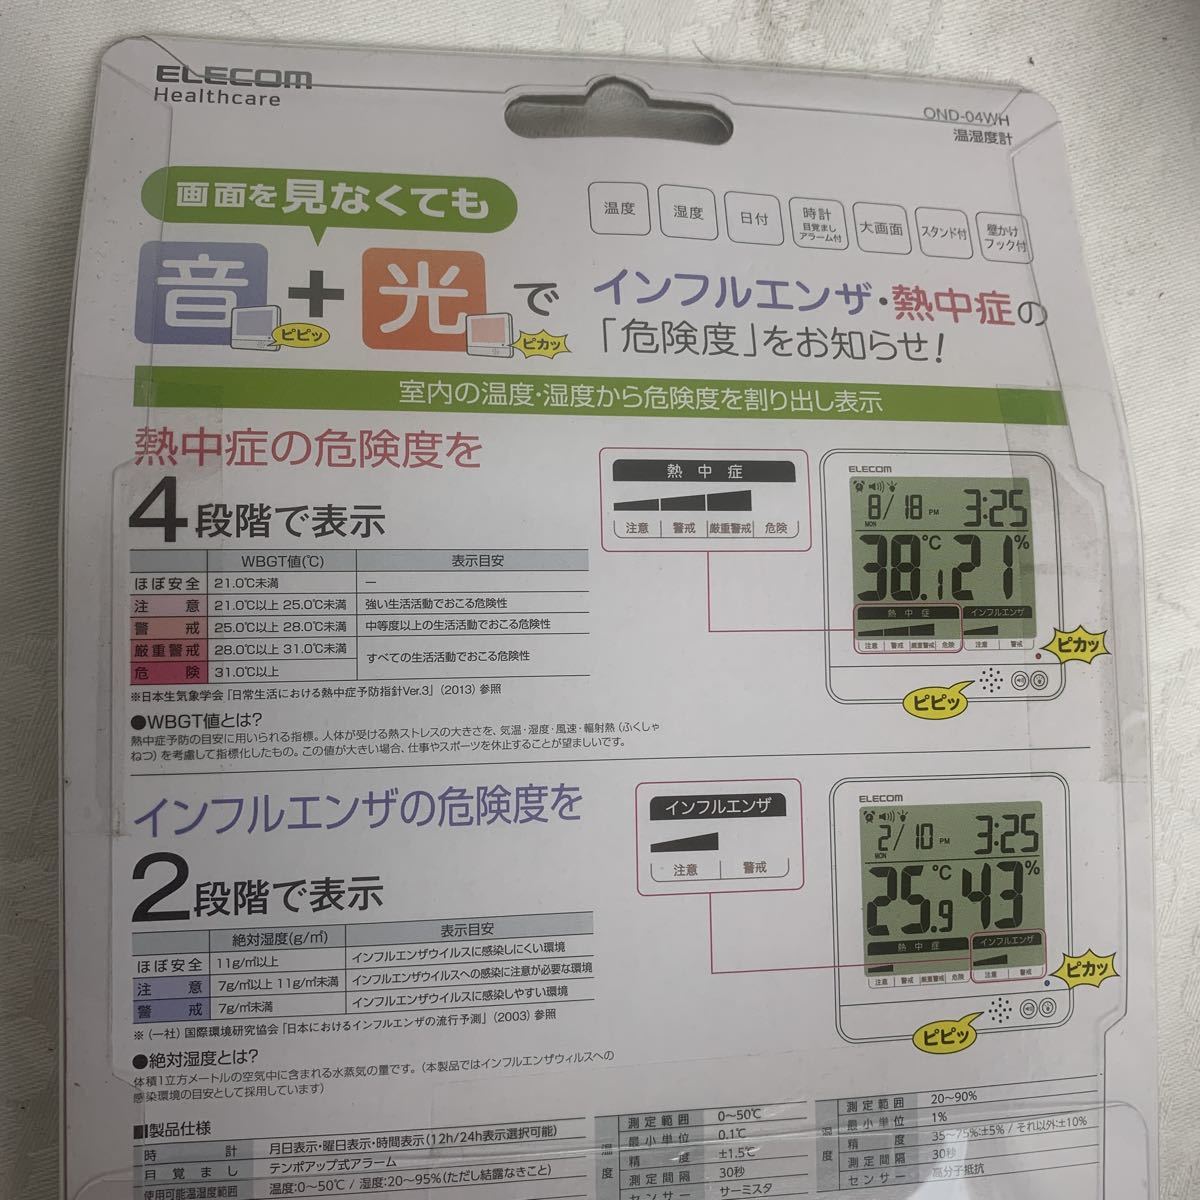 ELECOM
Healthcare
OND-04WH
温湿度計
画面を見なくても
温度
湿度
日付
時計
目覚まし
アラーム付
大画面
スタンド付
壁かけ
フック付
音+光で
ピピッ
ピカッ
インフルエンザ・熱中症の
「危険度」をお知らせ!
室内の温度・湿度から危険度を割り出し表示
熱中症の危険度を
4段階で表示
WBGT値(℃) 表示目安
ほぼ安全 21.0℃未満 ー
注意 21.0℃以上 25.0℃未満 強い生活活動でおこる危険性
警戒 25.0℃以上 28.0℃未満 中等度以上の生活活動でおこる危険性
厳重警戒 28.0℃以上 31.0℃未満 すべての生活活動でおこる危険性
危険 31.0℃以上
※日本生気象学会「日常生活における熱中症予防指針Ver.3」(2013)参照
●WBGT値とは?
熱中症予防の目安に用いられる指標。人体が受ける熱ストレスの大きさを、気温・湿度・風速・輻射熱(ふくしゃ
ねつ)を考慮して指標化したもの。この値が大きい場合、仕事やスポーツを休止することが望ましいです。
熱中症
注意 警戒 厳重警戒 危険
ELECOM
8/18 PM 3:25
MON
38.1℃ 21%
熱中症 インフルエンザ
注意 警戒 厳重警戒 危険 注意 警戒
ピカッ
ピピッ
インフルエンザの危険度を
2段階で表示
絶対湿度(g/㎥) 表示目安
ほぼ安全 11g/㎥以上 インフルエンザウイルスに感染しにくい環境
注意 7g/㎥以上 11g/㎥未満 インフルエンザウイルスへの感染に注意が必要な環境
警戒 7g/㎥未満 インフルエンザウイルスに感染しやすい環境
※(一社)国際環境研究協会「日本におけるインフルエンザの流行予測」(2003)参照
●絶対湿度とは?
体積1立方メートルの空気中に含まれる水蒸気の量です。(本製品ではインフルエンザウィルスへの
感染環境の目安として採用しています)
インフルエンザ
注意 警戒
ELECOM
2/10 PM 3:25
MON
25.9℃ 43%
熱中症 インフルエンザ
注意 警戒 厳重警戒 危険 注意 警戒
ピカッ
ピピッ
■製品仕様
時計 月日表示・曜日表示・時間表示(12h/24h表示選択可能)
目覚まし テンポアップ式アラーム
使用可能温湿度範囲 温度:0~50℃ / 湿度:20~95%(ただし結露なきこと)
温度
測定範囲 0~50℃
最小単位 0.1℃
精度 ±1.5℃
測定間隔 30秒
センサー サーミスタ
湿度
測定範囲 20~90%
最小単位 1%
精度 35~75%:±5% / それ以外:±10%
測定間隔 30秒
センサー 高分子抵抗